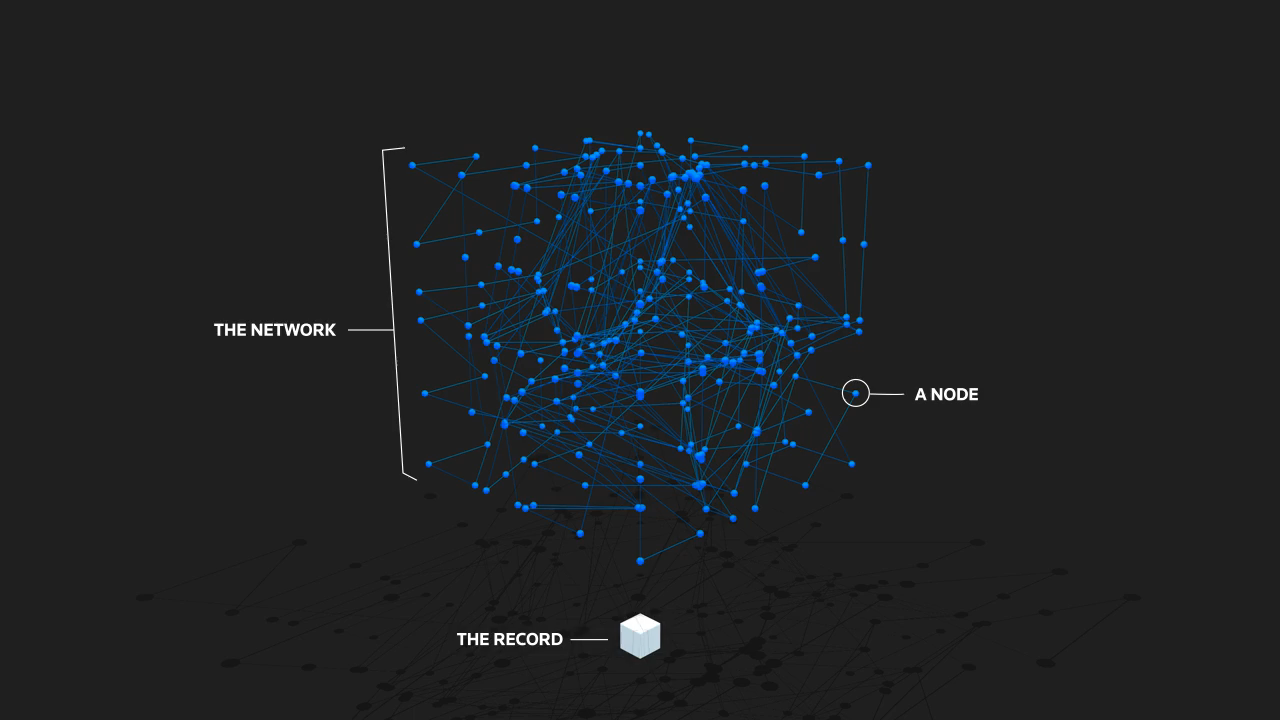 THE NETWORK
A NODE
THE RECORD